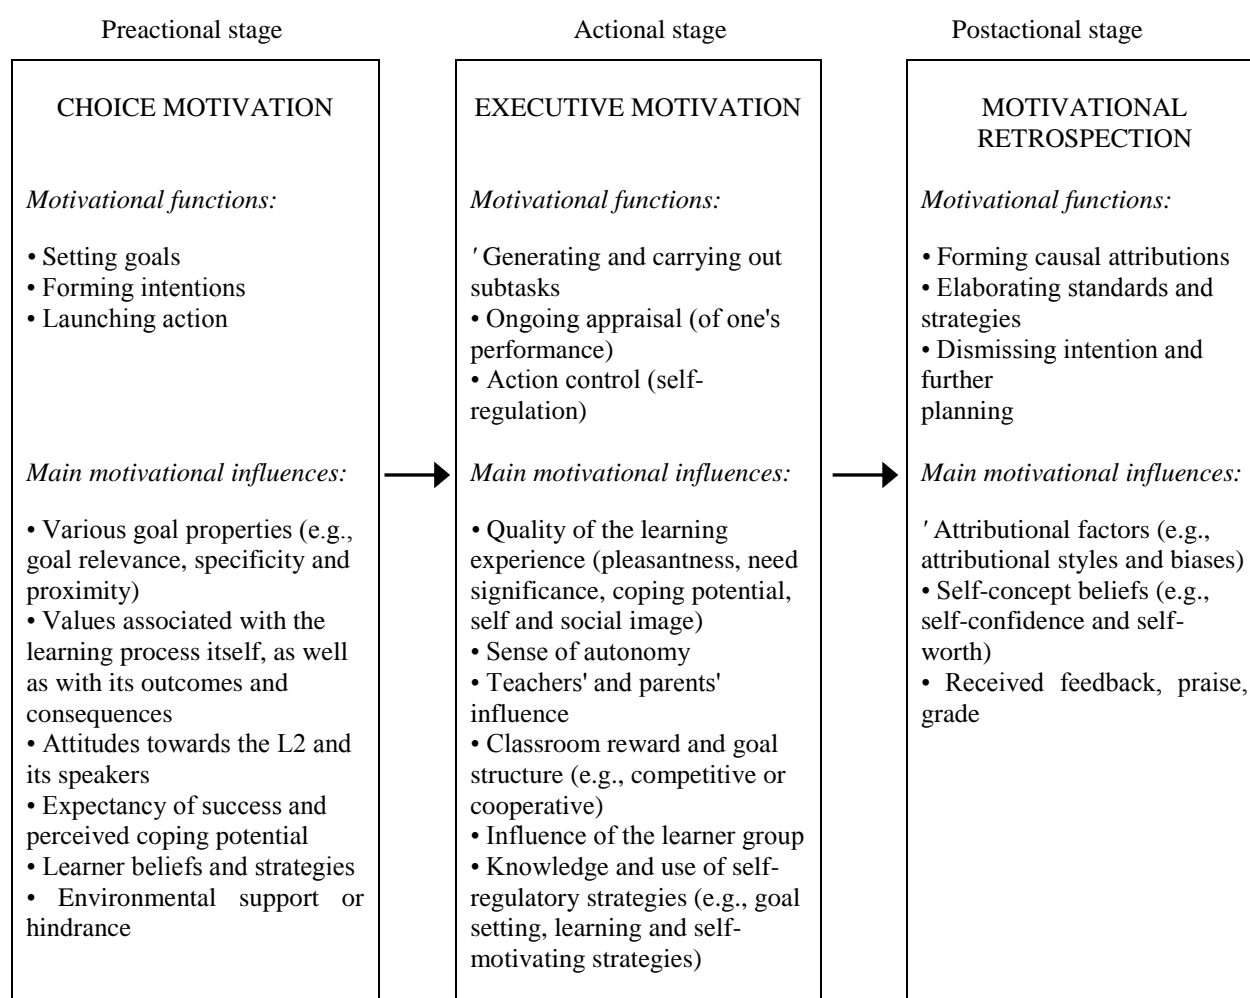 Preactional stage
Actional stage
Postactional stage
CHOICE MOTIVATION
Motivational functions:
• Setting goals
• Forming intentions
• Launching action
Main motivational influences:
• Various goal properties (e.g.,
goal relevance, specificity and
proximity)
• Values associated with the
learning process itself, as well
as with its outcomes and
consequences
• Attitudes towards the L2 and
its speakers
• Expectancy of success and
perceived coping potential
• Learner beliefs and strategies
• Environmental support or
hindrance
EXECUTIVE MOTIVATION
Motivational functions:
' Generating and carrying out
subtasks
• Ongoing appraisal (of one's
performance)
• Action control (self-
regulation)
Main motivational influences:
• Quality of the learning
experience (pleasantness, need
significance, coping potential,
self and social image)
• Sense of autonomy
• Teachers' and parents'
influence
• Classroom reward and goal
structure (e.g., competitive or
cooperative)
• Influence of the learner group
• Knowledge and use of self-
regulatory strategies (e.g., goal
setting, learning and self-
motivating strategies)
MOTIVATIONAL
RETROSPECTION
Motivational functions:
• Forming causal attributions
• Elaborating standards and
strategies
• Dismissing intention and
further
planning
Main motivational influences:
' Attributional factors (e.g.,
attributional styles and biases)
• Self-concept beliefs (e.g.,
self-confidence and self-
worth)
• Received feedback, praise,
grade